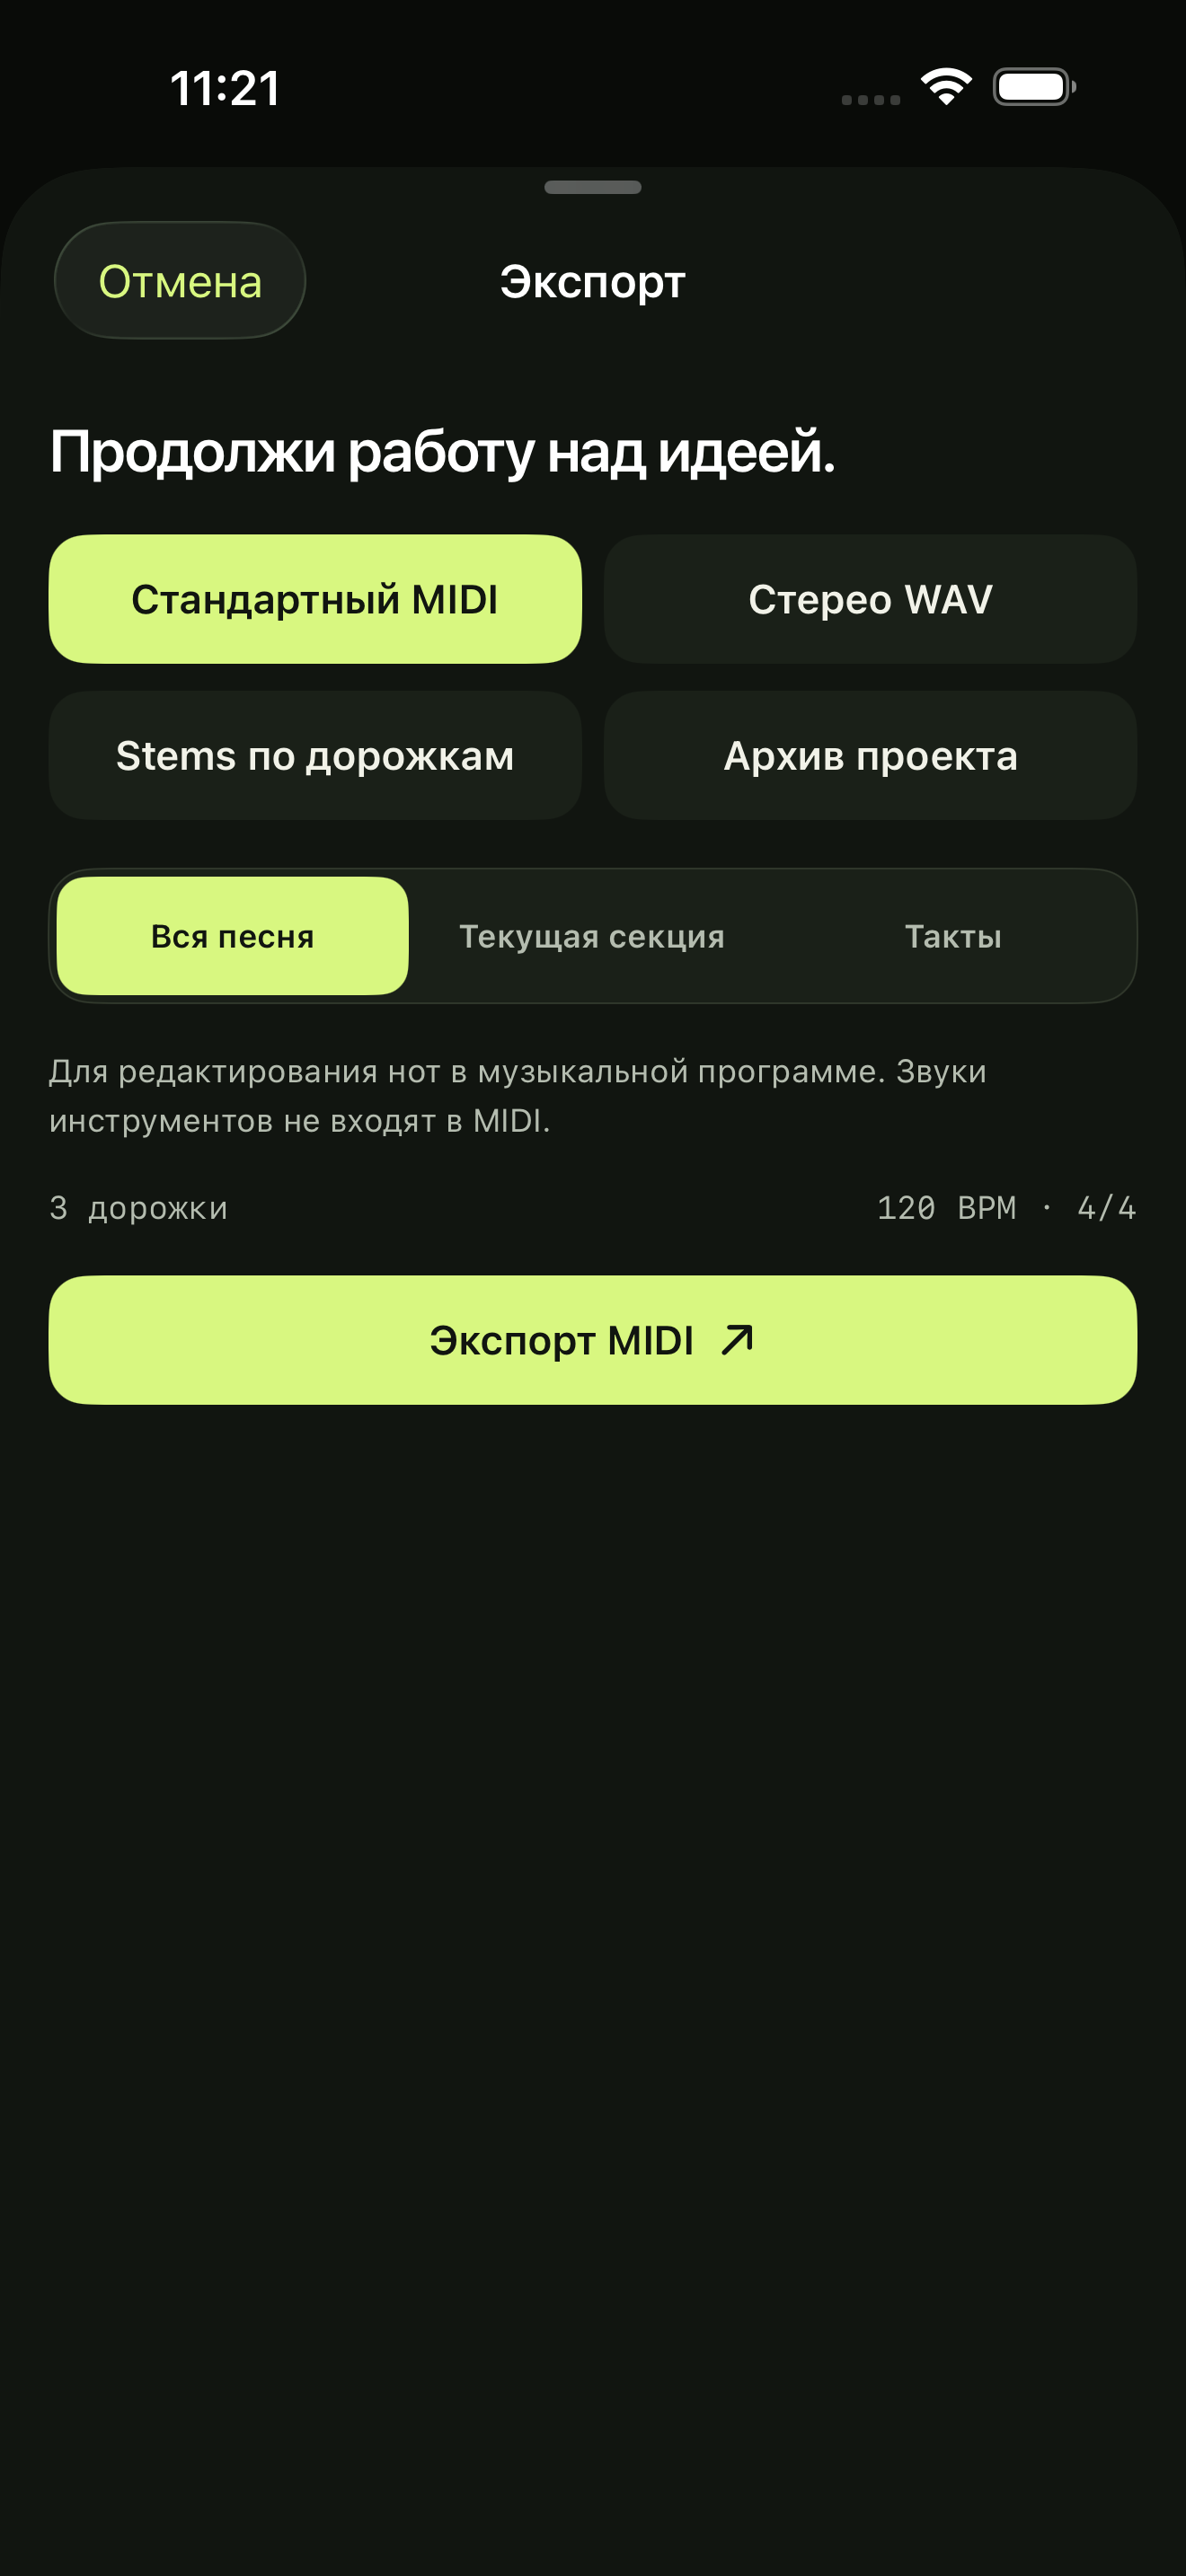 11:21
Отмена
Экспорт
Продолжи работу над идеей.
Стандартный MIDI
Стерео WAV
Stems по дорожкам
Архив проекта
Вся песня
Текущая секция
Такты
Для редактирования нот в музыкальной программе. Звуки
инструментов не входят в MIDI.
3 дорожки
120 BPM · 4/4
Экспорт MIDI